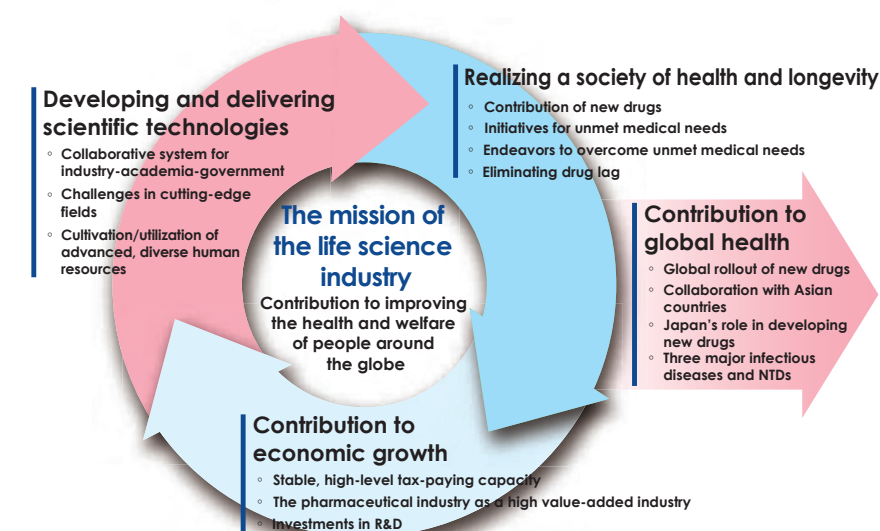 Developing and delivering
scientific technologies
◦ Collaborative system for
industry-academia-government
◦ Challenges in cutting-edge
fields
◦ Cultivation/utilization of
advanced, diverse human
resources
Realizing a society of health and longevity
◦ Contribution of new drugs
◦ Initiatives for unmet medical needs
◦ Endeavors to overcome unmet medical needs
◦ Eliminating drug lag
The mission of
the life science
industry
Contribution to improving
the health and welfare
of people around
the globe
Contribution to
global health
◦ Global rollout of new drugs
◦ Collaboration with Asian
countries
◦ Japan's role in developing
new drugs
◦ Three major infectious
diseases and NTDs
Contribution to
economic growth
◦ Stable, high-level tax-paying capacity
◦ The pharmaceutical industry as a high value-added industry
◦ Investments in R&D